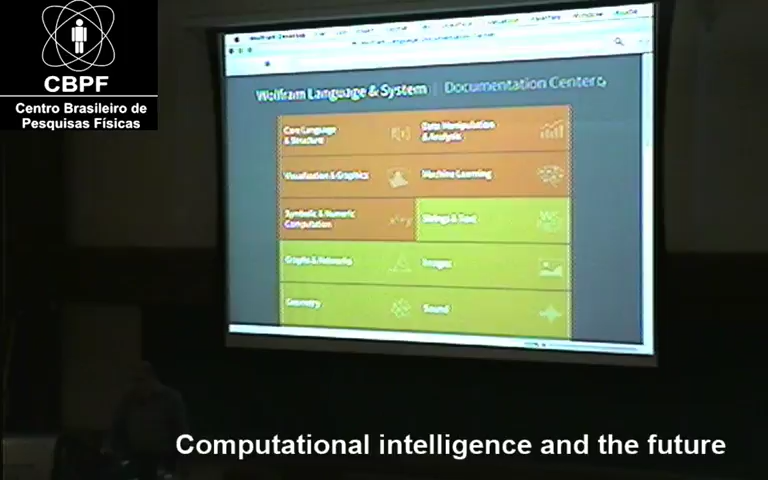 CBPF
Centro Brasileiro de
Pesquisas Físicas
Wolfram Language & System | Documentation Center
Core Language
& Structure
Data Manipulation
& Analysis
Visualization & Graphics
Machine Learning
Symbolic & Numeric
Computation
Strings & Text
Graphs & Networks
Images
Geometry
Sound
Computational intelligence and the future